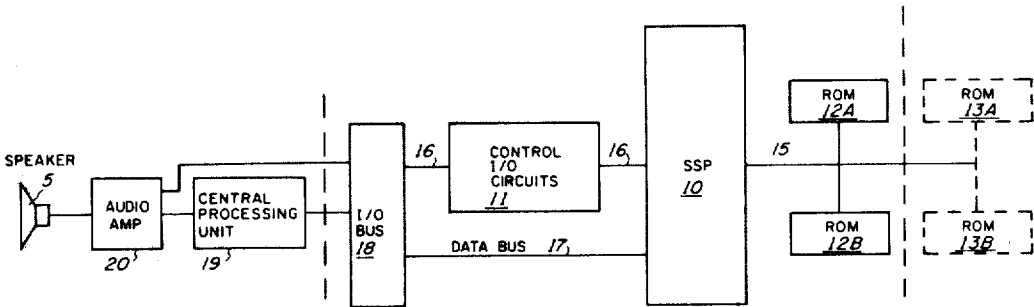 SPEAKER
5
AUDIO
AMP
20
CENTRAL
PROCESSING
UNIT
19
I/O
BUS
18
16
CONTROL
I/O
CIRCUITS
11
16
DATA BUS 17
SSP
10
15
ROM
12A
ROM
12B
ROM
13A
ROM
13B